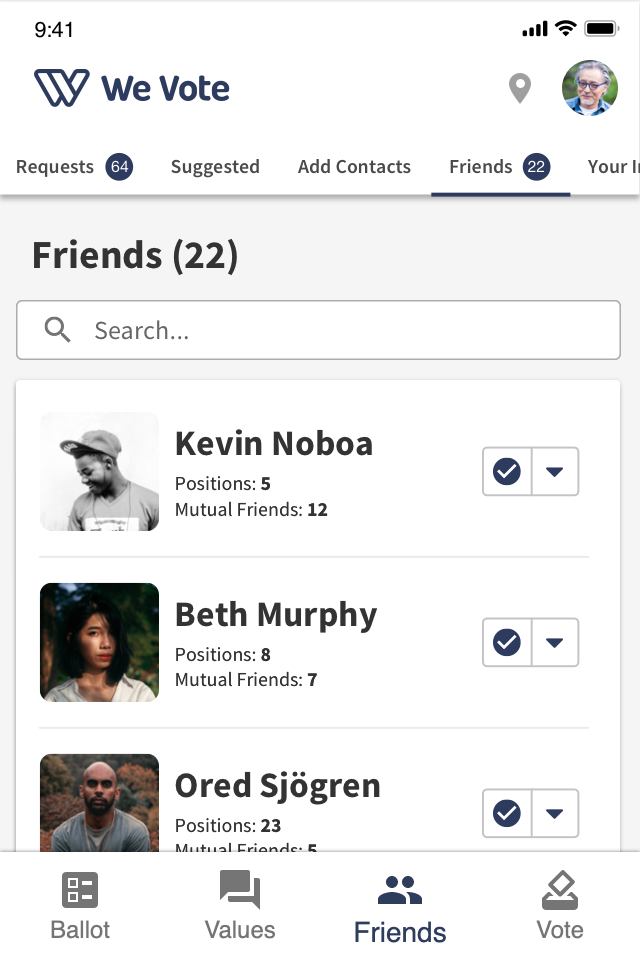 9:41
We Vote
Requests 64 Suggested Add Contacts Friends 22 Your
Friends (22)
Search...
Kevin Noboa
Positions: 5
Mutual Friends: 12
Beth Murphy
Positions: 8
Mutual Friends: 7
Ored Sjögren
Positions: 23
Mutual Friends: 5
Ballot Values Friends Vote